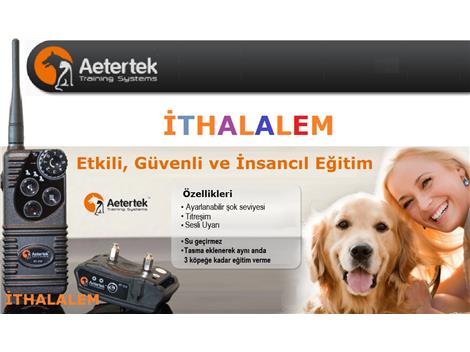 Aetertek
Training Systems
İTHALALEM
Etkili, Güvenli ve İnsancıl Eğitim
Aetertek
Training Systems
Özellikleri
• Ayarlanabilir şok seviyesi
• Titreşim
• Sesli Uyarı
• Su geçirmez
• Tasma eklenerek aynı anda
3 köpeğe kadar eğitim verme
Aetertek
İTHALALEM